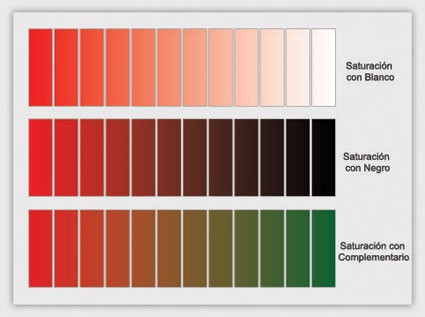 Saturación
con Blanco
Saturación
con Negro
Saturación con
Complementario